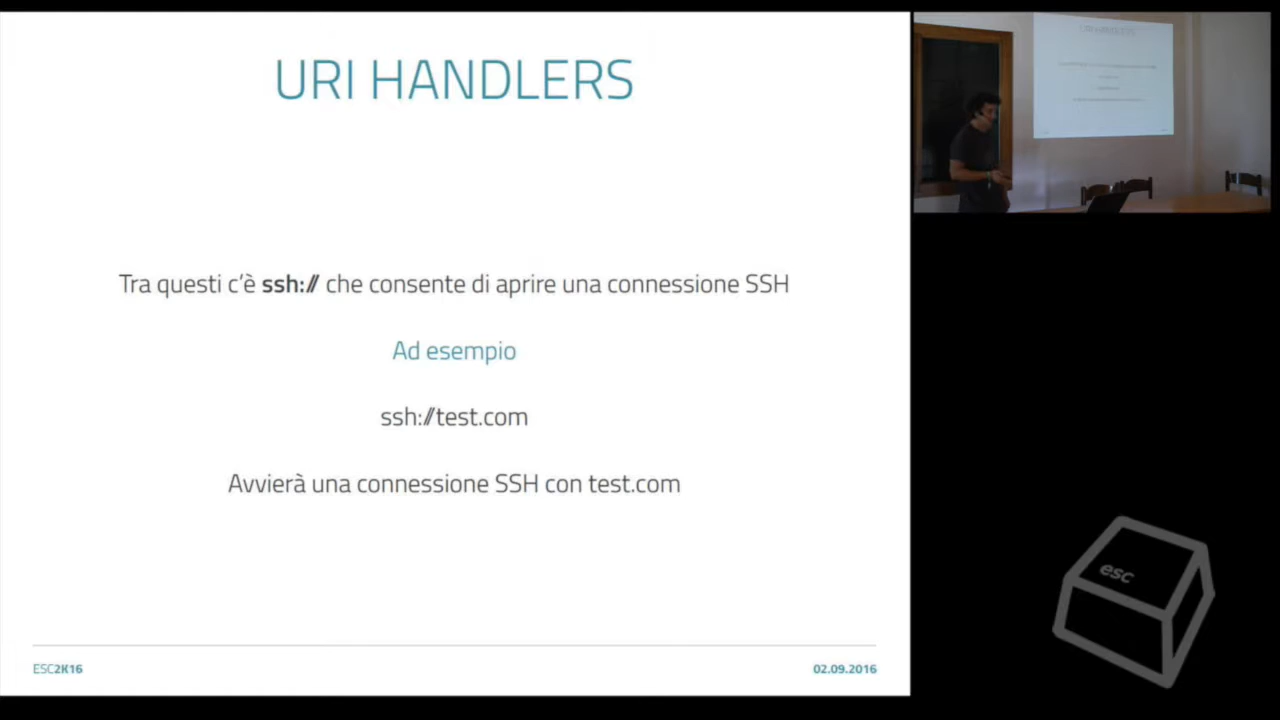 URI HANDLERS
Tra questi c'è ssh:// che consente di aprire una connessione SSH
Ad esempio
ssh://test.com
Avvierà una connessione SSH con test.com
ESC2K16
02.09.2016
esc